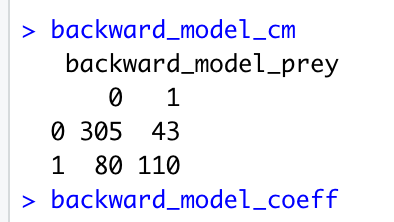 > backward_model_cm
backward_model_prey
0 1
0 305 43
1 80 110
> backward_model_coeff